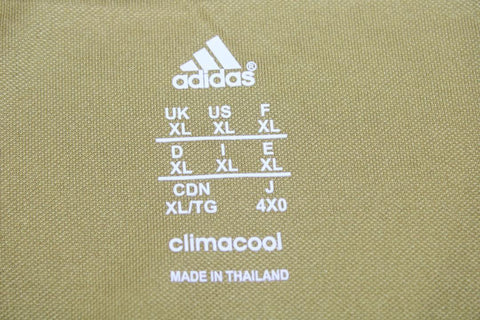 adidas®
UK US F
XL XL XL
D I E
XL XL XL
CDN J
XL/TG 4X0
climacool
MADE IN THAILAND